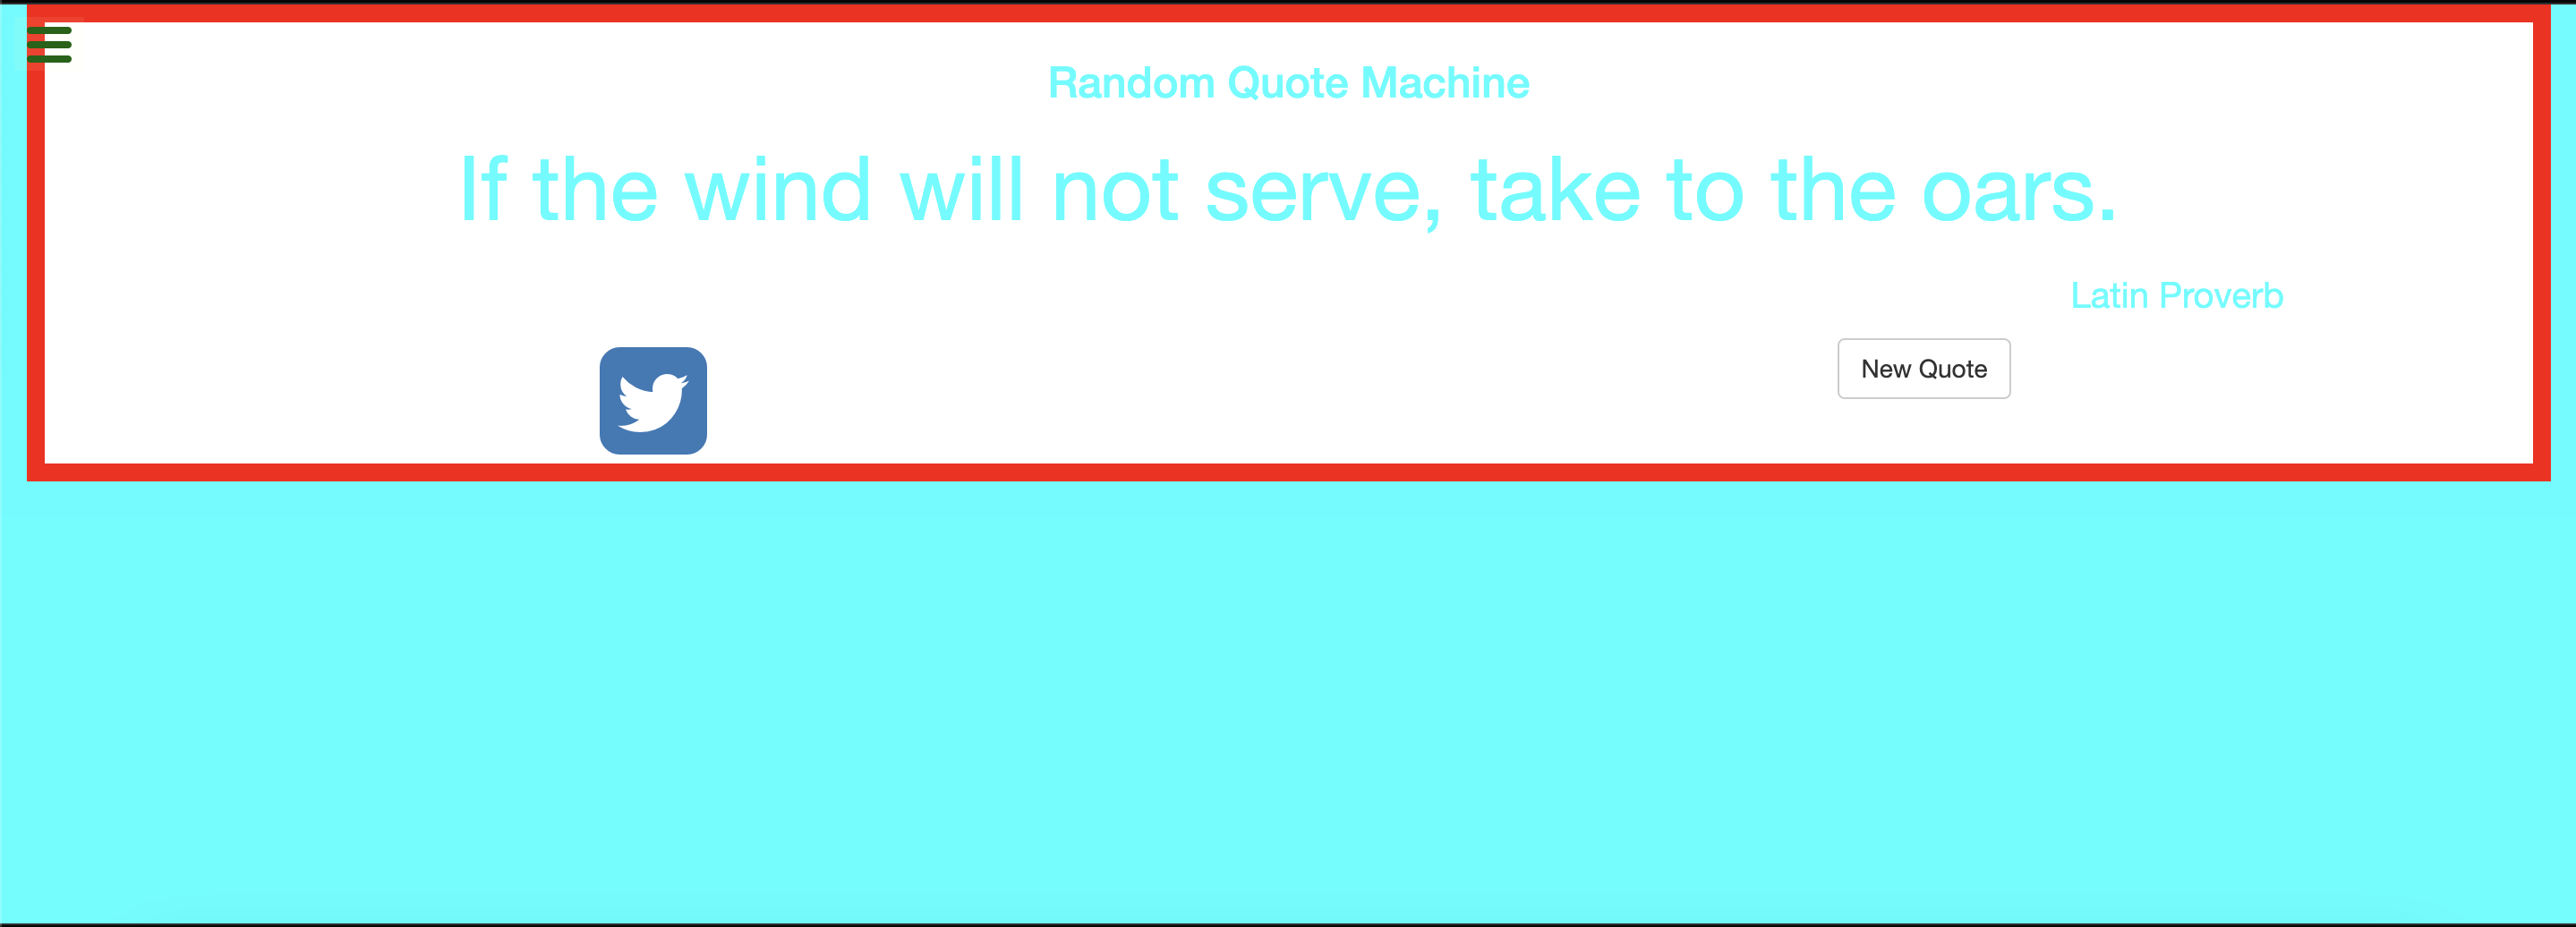 Random Quote Machine
If the wind will not serve, take to the oars.
Latin Proverb
New Quote